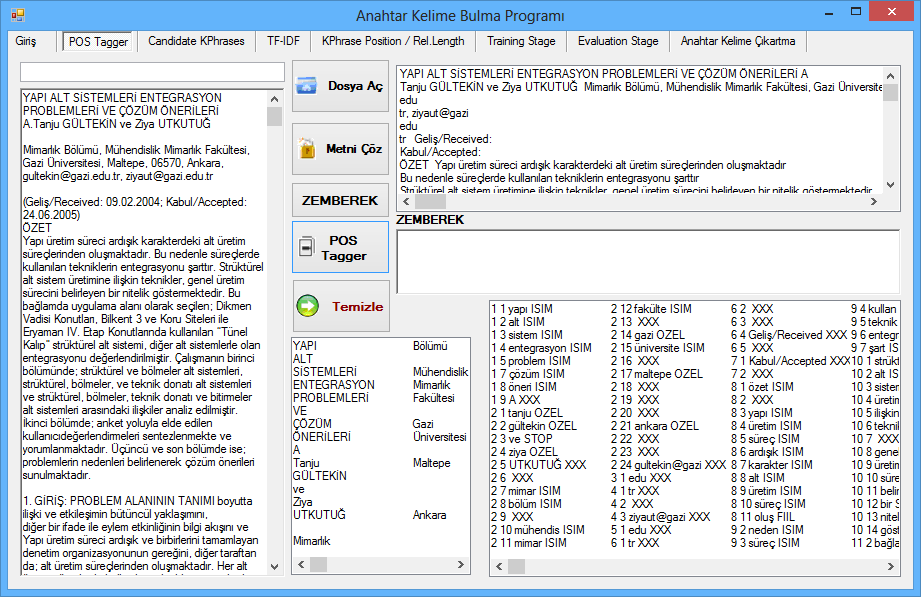 Anahtar Kelime Bulma Programı
Giriş
POS Tagger
Candidate KPhrases
TF-IDF
KPhrase Position / Rel.Length
Training Stage
Evaluation Stage
Anahtar Kelime Çıkartma
YAPI ALT SİSTEMLERİ ENTEGRASYON
PROBLEMLERİ VE ÇÖZÜM ÖNERİLERİ
A.Tanju GÜLTEKİN ve Ziya UTKUTUĞ
Mimarlık Bölümü, Mühendislik Mimarlık Fakültesi,
Gazi Üniversitesi, Maltepe, 06570, Ankara,
gultekin@gazi.edu.tr, ziyaut@gazi.edu.tr
(Geliş/Received: 09.02.2004; Kabul/Accepted:
24.06.2005)
ÖZET
Yapı üretim süreci ardışık karakterdeki alt üretim
süreçlerinden oluşmaktadır. Bu nedenle süreçlerde
kullanılan tekniklerin entegrasyonu şarttır. Strüktürel
alt sistem üretimine ilişkin teknikler, genel üretim
sürecini belirleyen bir nitelik göstermektedir. Bu
bağlamda uygulama alanı olarak seçilen; Dikmen
Vadisi Konutları, Bilkent 3 ve Koru Siteleri ile
Eryaman IV. Etap Konutlarında kullanılan “Tünel
Kalıp” strüktürel alt sistemi, diğer alt sistemlerle olan
entegrasyonu değerlendirilmiştir. Çalışmanın birinci
bölümünde; strüktürel ve bölmeler alt sistemleri,
strüktürel, bölmeler, ve teknik donatı alt sistemleri
ve strüktürel, bölmeler, teknik donatı ve bitimeler
alt sistemleri arasındaki ilişkiler analiz edilmiştir.
İkinci bölümde; anket yoluyla elde edilen
kullanıcıdeğerlendirmeleri sentezlenmekte ve
yorumlanmaktadır. Üçüncü ve son bölümde ise;
problemlerin nedenleri belirlenerek çözüm önerileri
sunulmaktadır.
1. GİRİŞ: PROBLEM ALANININ TANIMI boyutta
ilişki ve etkileşimin bütüncül yaklaşımını,
diğer bir ifade ile eylem etkinliğinin bilgi akışını ve
Yapı üretim süreci ardışık ve birbirlerini tamamlayan
denetim organizasyonunun gereğini, diğer taraftan
da; alt üretim süreçlerinden oluşmaktadır. Her alt
Dosya Aç
Metni Çöz
ZEMBEREK
POS
Tagger
Temizle
YAPI ALT SİSTEMLERİ ENTEGRASYON PROBLEMLERİ VE ÇÖZÜM ÖNERİLERİ A
Tanju GÜLTEKİN ve Ziya UTKUTUĞ Mimarlık Bölümü, Mühendislik Mimarlık Fakültesi, Gazi Üniversite
edu
tr, ziyaut@gazi
edu
tr Geliş/Received:
Kabul/Accepted:
ÖZET Yapı üretim süreci ardışık karakterdeki alt üretim süreçlerinden oluşmaktadır
Bu nedenle süreçlerde kullanılan tekniklerin entegrasyonu şarttır
Strüktürel alt sistem üretimine ilişkin teknikler, genel üretim sürecini belirleyen bir nitelik göstermektedir
ZEMBEREK
YAPI
ALT
SİSTEMLERİ
ENTEGRASYON
PROBLEMLERİ
VE
ÇÖZÜM
ÖNERİLERİ
A
Tanju
GÜLTEKİN
ve
Ziya
UTKUTUĞ
Mimarlık
Bölümü
Mühendislik
Mimarlık
Fakültesi
Gazi
Üniversitesi
Maltepe
Ankara
1 1 yapı ISIM
1 2 alt ISIM
1 3 sistem ISIM
1 4 entegrasyon ISIM
1 5 problem ISIM
1 7 çözüm ISIM
1 8 öneri ISIM
1 9 A XXX
2 1 tanju OZEL
2 2 gültekin OZEL
2 3 ve STOP
2 4 ziya OZEL
2 5 UTKUTUĞ XXX
2 6 XXX
2 7 mimar ISIM
2 8 bölüm ISIM
2 9 XXX
2 10 mühendis ISIM
2 11 mimar ISIM
2 12 fakülte ISIM
2 13 XXX
2 14 gazi OZEL
2 15 üniversite ISIM
2 16 XXX
2 17 maltepe OZEL
2 18 XXX
2 19 XXX
2 20 XXX
2 21 ankara OZEL
2 22 XXX
2 23 XXX
2 24 gultekin@gazi XXX
3 1 edu XXX
4 1 tr XXX
4 2 XXX
4 3 ziyaut@gazi XXX
5 1 edu XXX
6 1 tr XXX
6 2 XXX
6 3 XXX
6 4 Geliş/Received XXX
6 5 XXX
7 1 Kabul/Accepted XXX
7 2 XXX
8 1 özet ISIM
8 2 XXX
8 3 yapı ISIM
8 4 üretim ISIM
8 5 süreç ISIM
8 6 ardışık ISIM
8 7 karakter ISIM
8 8 alt ISIM
8 9 üretim ISIM
8 10 süreç ISIM
8 11 oluş FIIL
9 2 neden ISIM
9 3 süreç ISIM
9 4 kullan
9 5 teknik
9 6 entegr
9 7 şart IS
10 1 strükt
10 2 alt IS
10 3 sistem
10 4 üretim
10 5 ilişkin
10 6 teknik
10 7 XXX
10 8 gene
10 9 üretim
10 10 süre
10 11 belir
10 12 bir S
10 13 nitel
10 14 göst
11 2 bağla